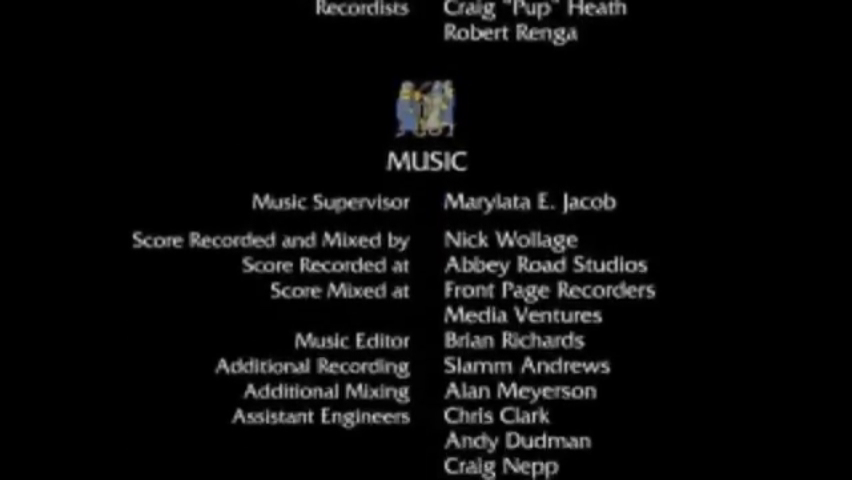 Recordists Craig "Pup" Heath
Robert Renga
MUSIC
Music Supervisor Marylata E. Jacob
Score Recorded and Mixed by Nick Wollage
Score Recorded at Abbey Road Studios
Score Mixed at Front Page Recorders
Media Ventures
Music Editor Brian Richards
Additional Recording Slamm Andrews
Additional Mixing Alan Meyerson
Assistant Engineers Chris Clark
Andy Dudman
Craig Nepp